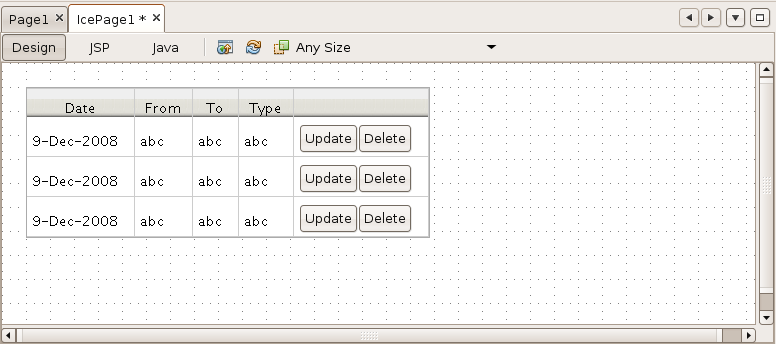 Page1 IcePage1 *
Design JSP Java Any Size
Date From To Type
9-Dec-2008 abc abc abc Update Delete
9-Dec-2008 abc abc abc Update Delete
9-Dec-2008 abc abc abc Update Delete